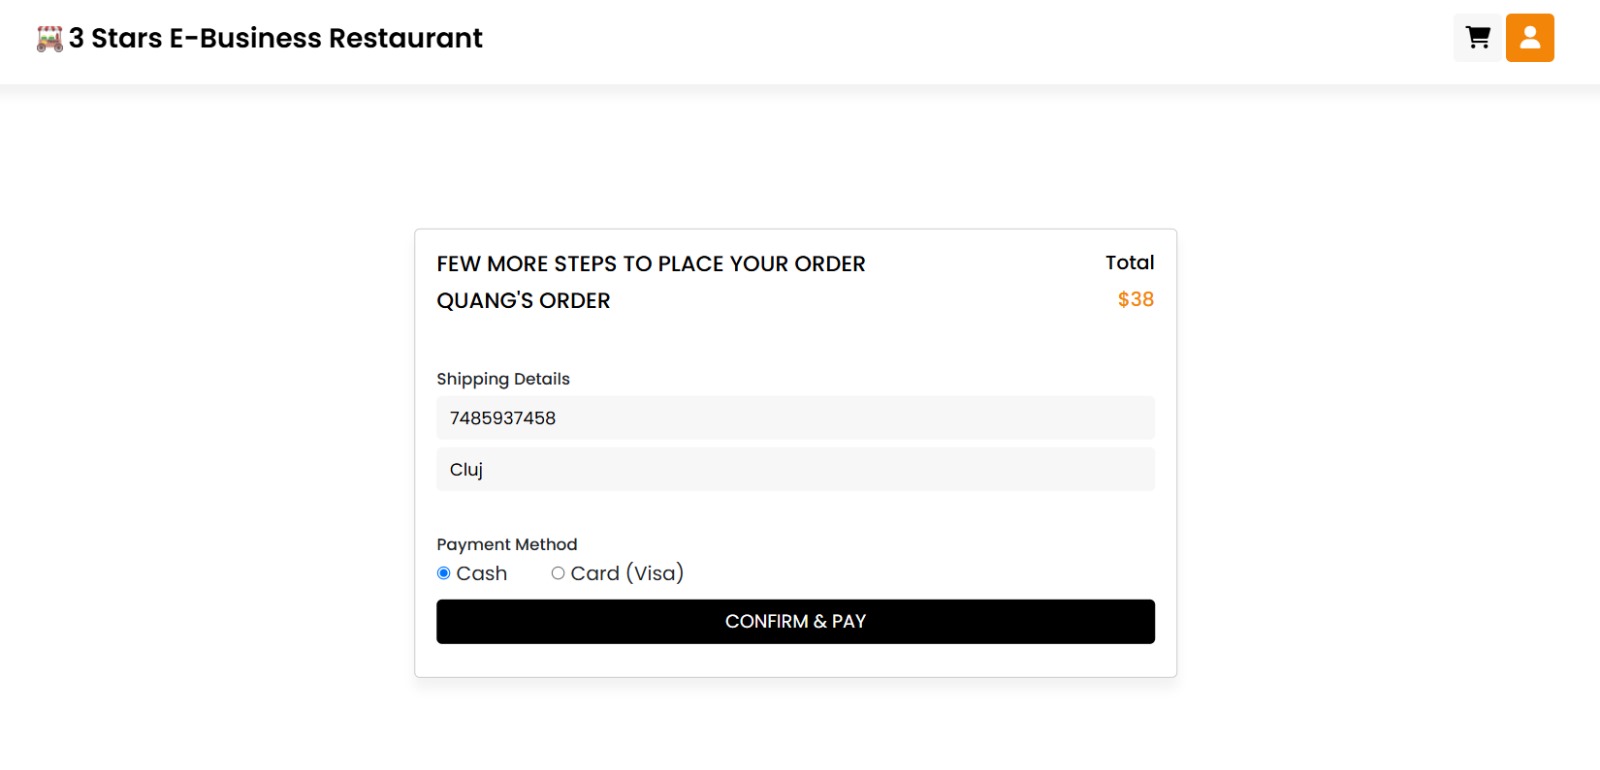 3 Stars E-Business Restaurant
FEW MORE STEPS TO PLACE YOUR ORDER
Total
QUANG'S ORDER
$38
Shipping Details
7485937458
Cluj
Payment Method
Cash Card (Visa)
CONFIRM & PAY